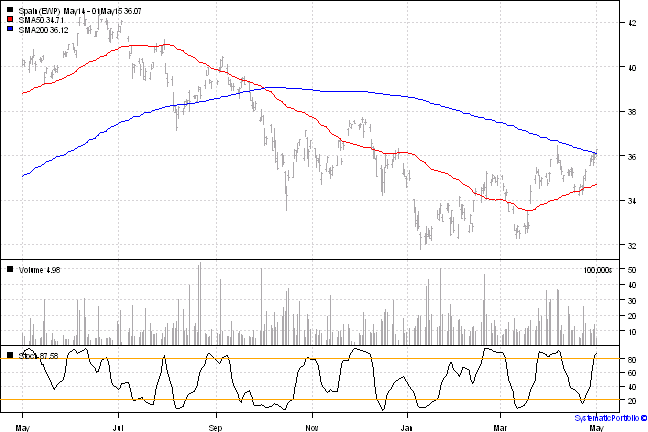 Spain (EWP) May14 - 01May15 36.07
SMA50 34.71
SMA200 36.12
42
40
38
36
34
32
Volume 4.98
100,000s
50
40
30
20
10
Stoch 87.58
80
60
40
20
SystematicPortfolio ©
May Jul Sep Nov Jan Mar May